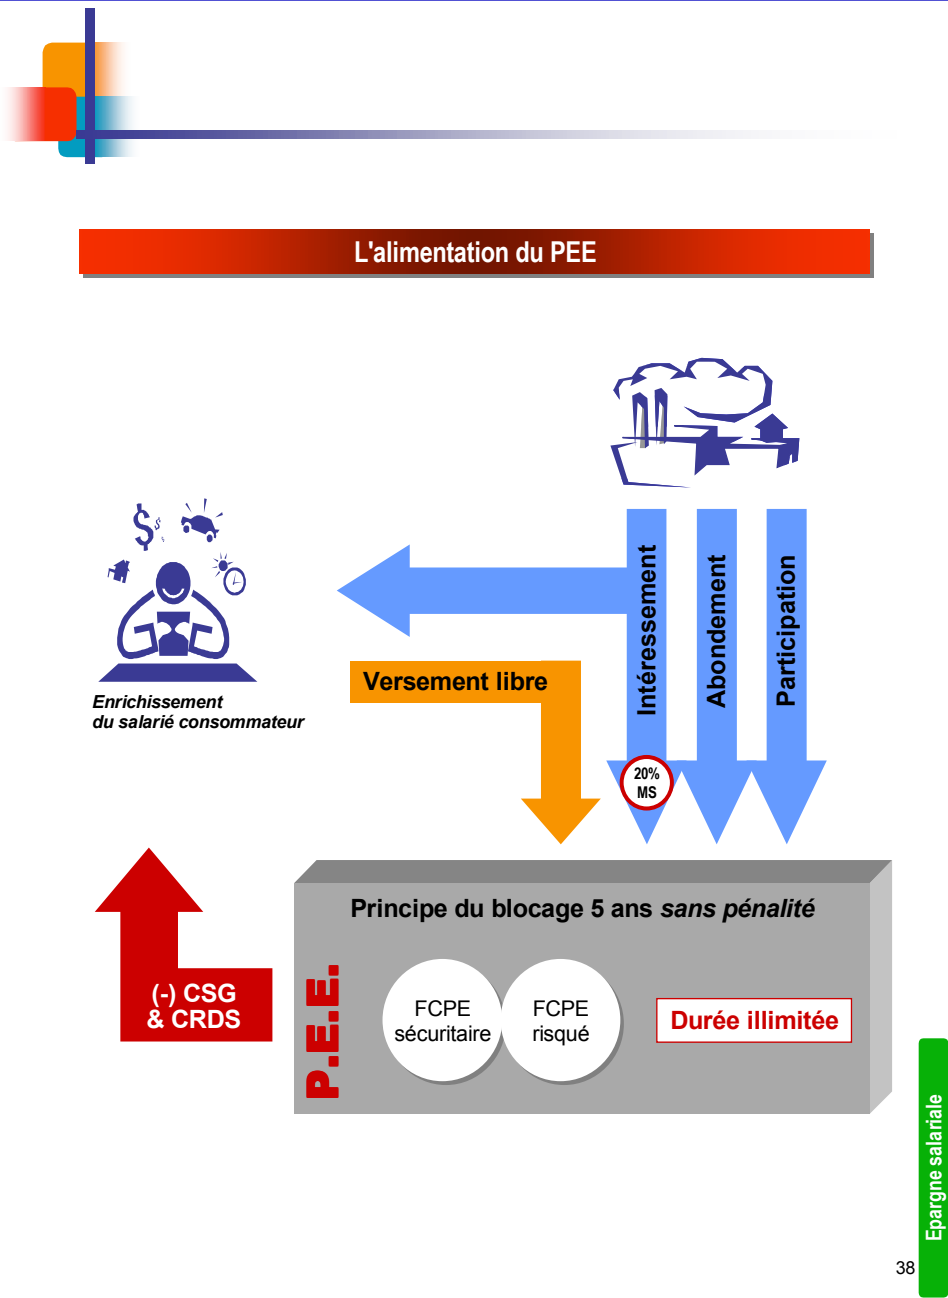 L'alimentation du PEE
Intéressement
Abondement
Participation
Versement libre
Enrichissement
du salarié consommateur
20%
MS
Principe du blocage 5 ans sans pénalité
(-) CSG
& CRDS
P.E.E.
FCPE
sécuritaire
FCPE
risqué
Durée illimitée
Epargne salariale
38